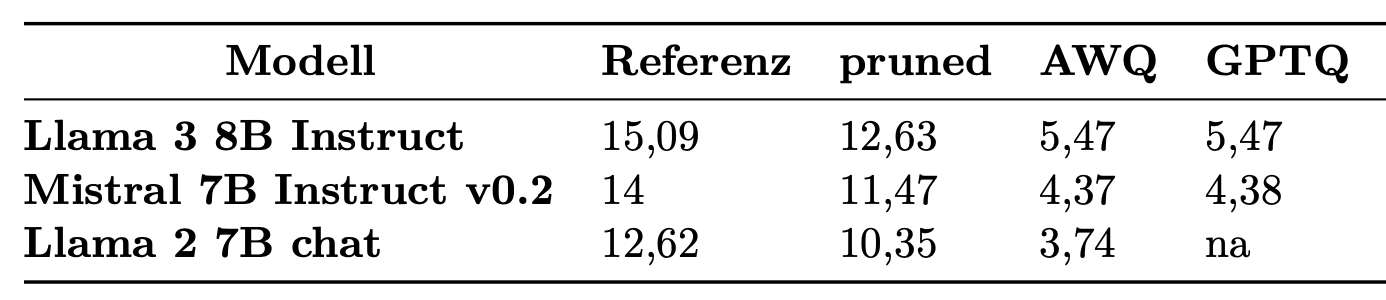 Modell Referenz pruned AWQ GPTQ
Llama 3 8B Instruct 15,09 12,63 5,47 5,47
Mistral 7B Instruct v0.2 14 11,47 4,37 4,38
Llama 2 7B chat 12,62 10,35 3,74 na